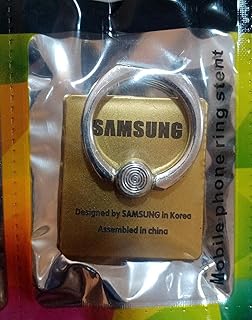 SAMSUNG
Designed by SAMSUNG in Korea
Assembled in china
Mobile phone ring stent